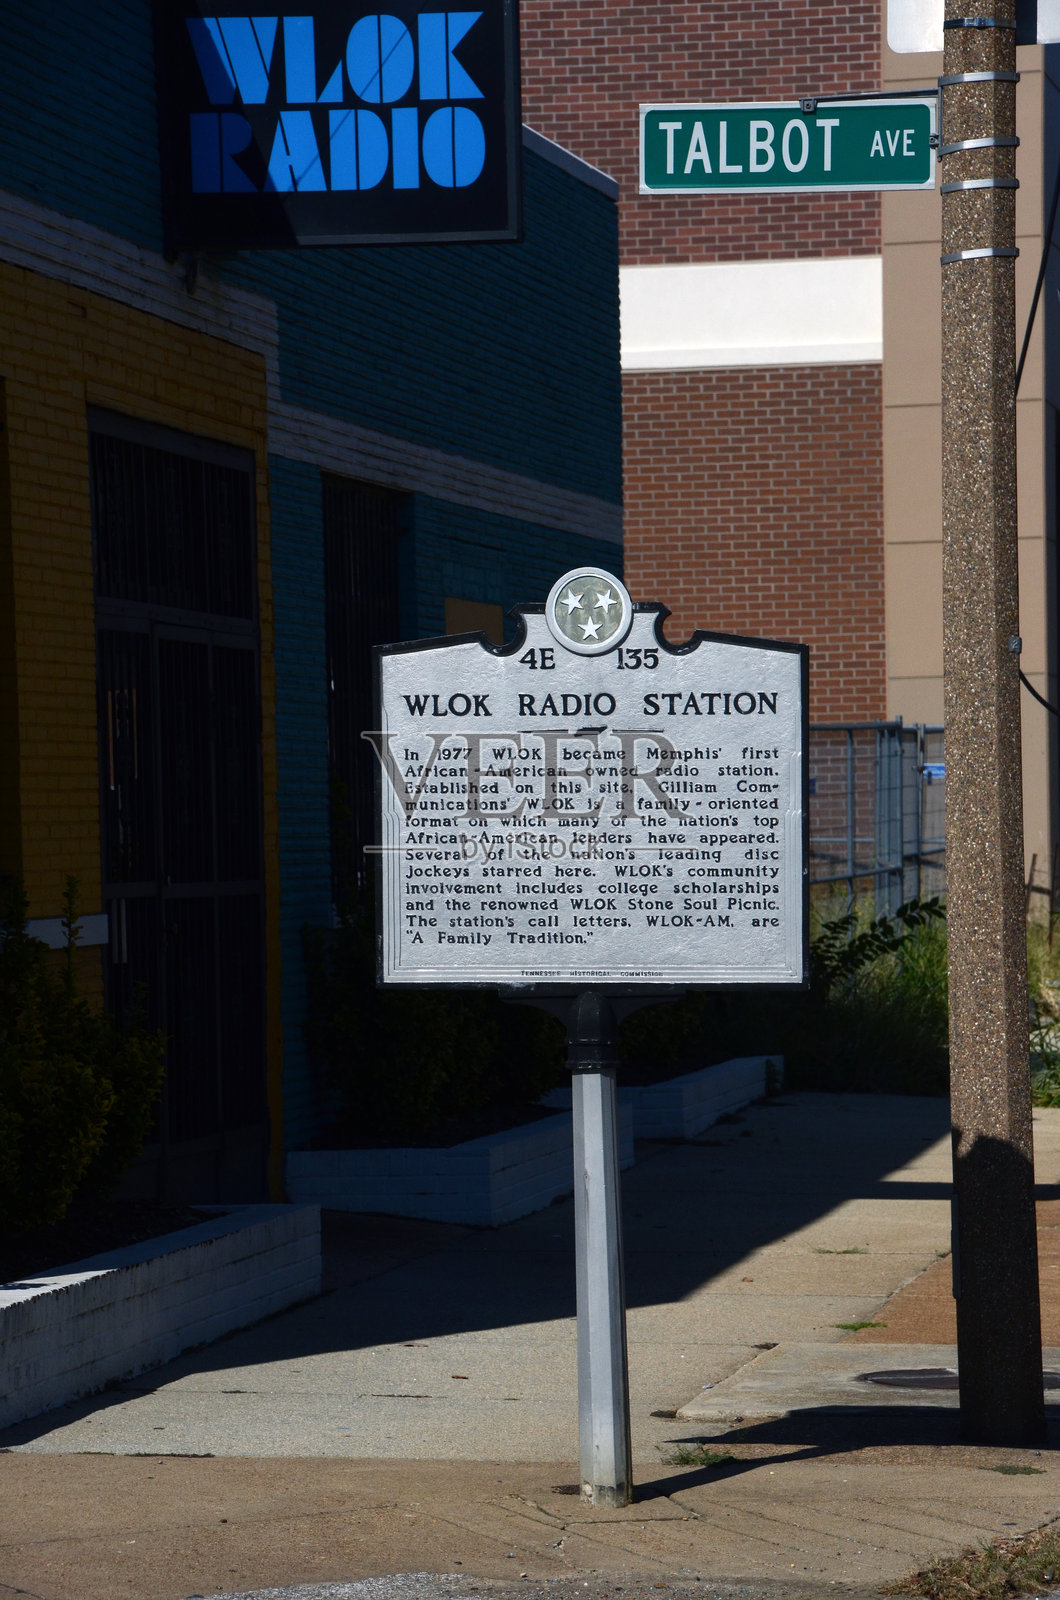 WLOK
RADIO
TALBOT AVE
4E 135
WLOK RADIO STATION
In 1977 WLOK became Memphis' first
African-American owned radio station.
Established on this site, Gilliam Com-
munications' WLOK is a family-oriented
format on which many of the nation's top
African-American leaders have appeared.
Several of the nation's leading disc
jockeys starred here. WLOK's community
involvement includes college scholarships
and the renowned WLOK Stone Soul Picnic.
The station's call letters, WLOK-AM, are
"A Family Tradition."
TENNESSEE HISTORICAL COMMISSION
VEER
by iStock